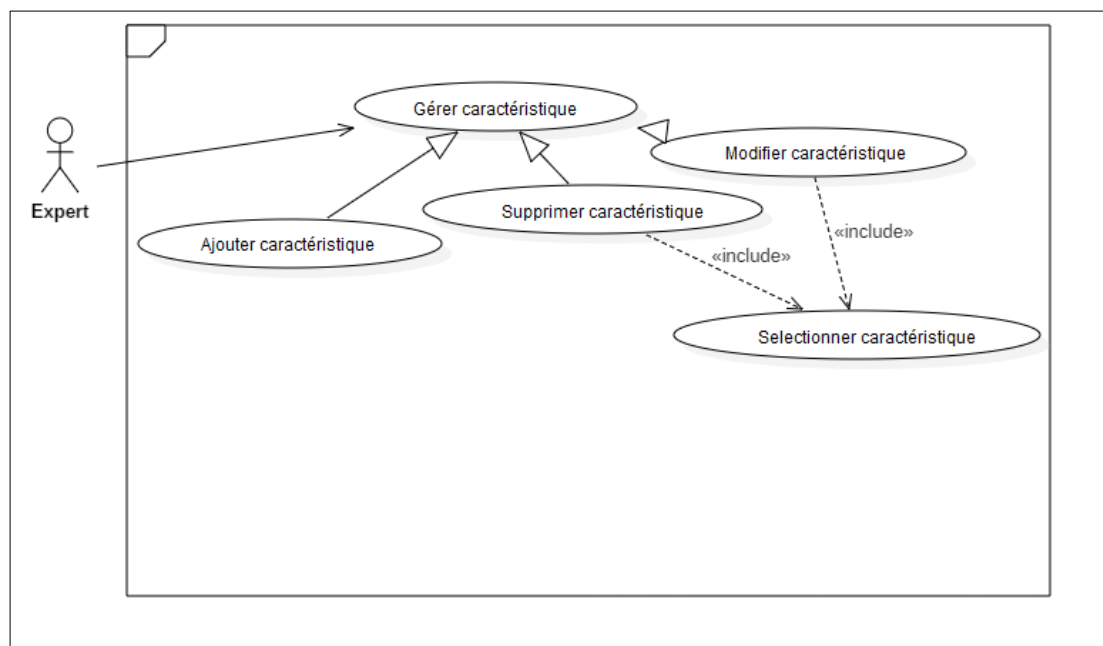 Gérer caractéristique
Modifier caractéristique
Expert
Supprimer caractéristique
Ajouter caractéristique
«include»
«include»
Selectionner caractéristique